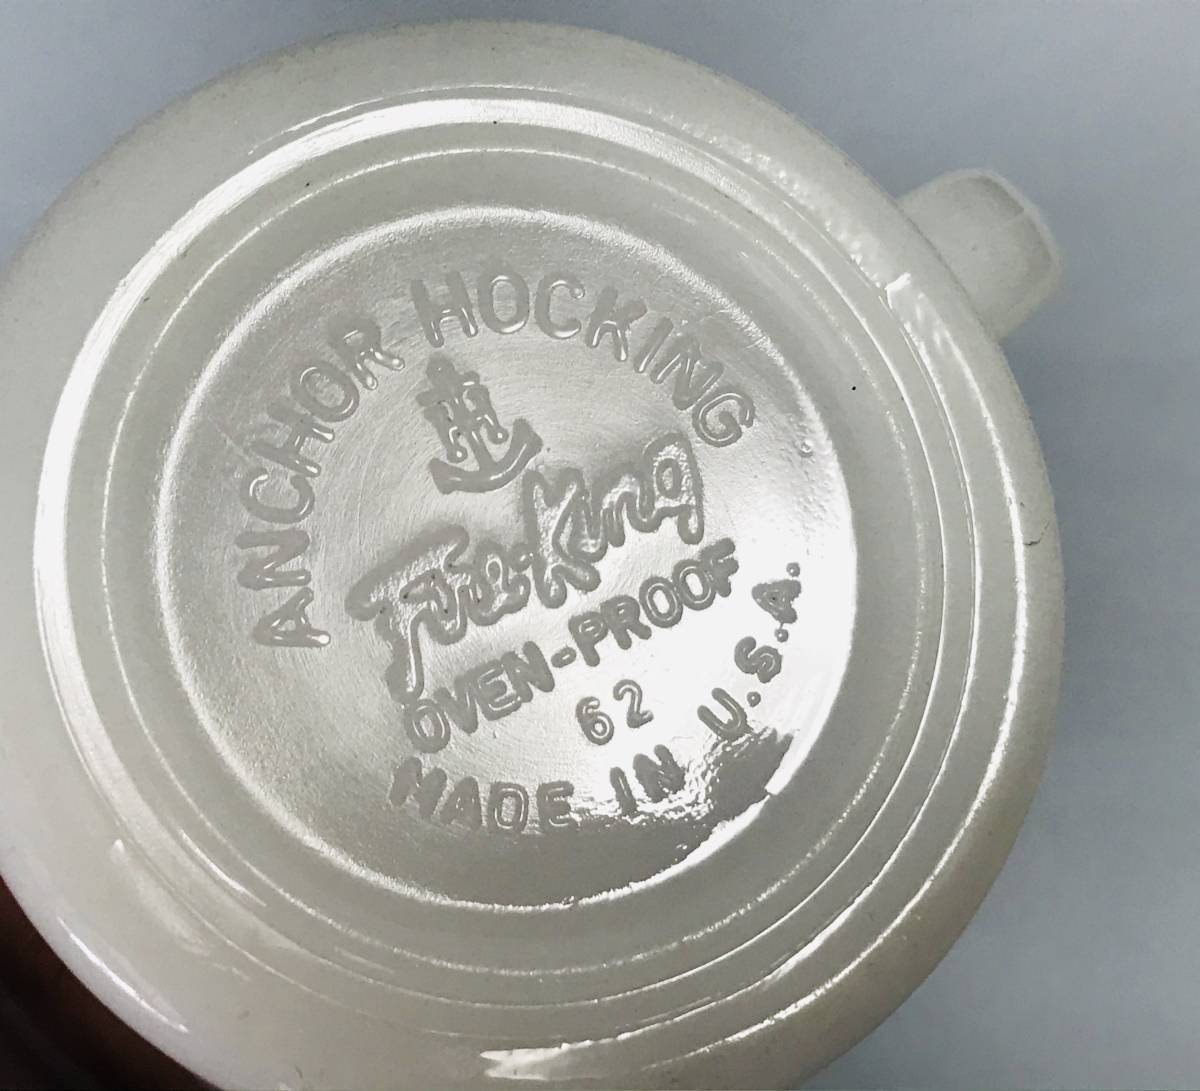 ANCHOR HOCKING
Fire-King
OVEN-PROOF
62
MADE IN U.S.A.